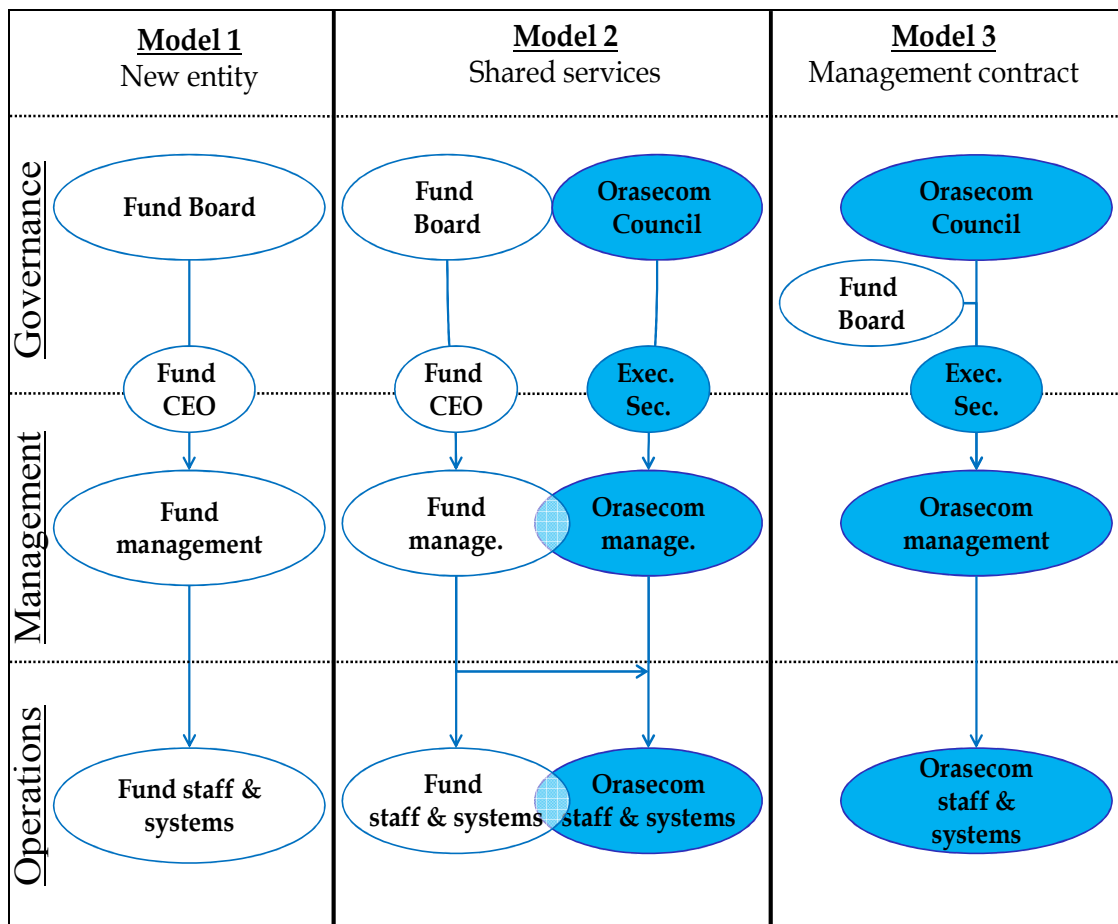 Model 1
New entity
Model 2
Shared services
Model 3
Management contract
Governance
Fund Board
Fund
Board
Orasecom
Council
Orasecom
Council
Fund
Board
Fund
CEO
Fund
CEO
Exec.
Sec.
Exec.
Sec.
Management
Fund
management
Fund
manage.
Orasecom
manage.
Orasecom
management
Operations
Fund staff &
systems
Fund
staff & systems
Orasecom
staff & systems
Orasecom
staff &
systems